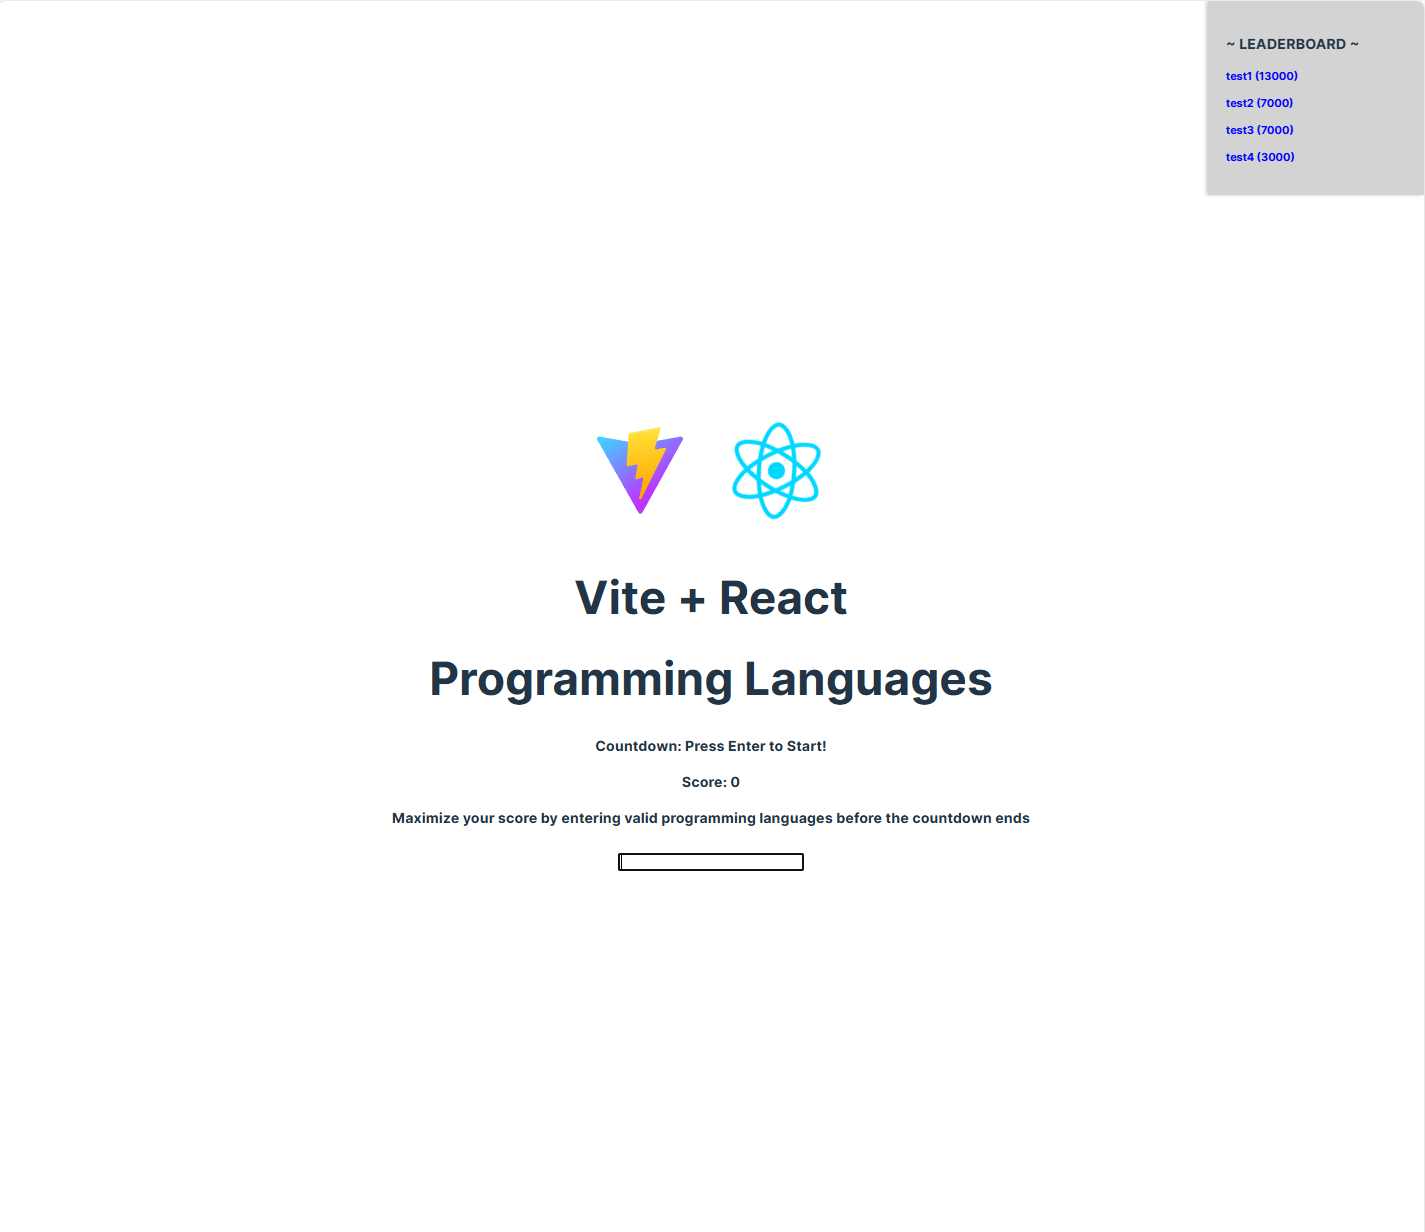 ~ LEADERBOARD ~
test1 (13000)
test2 (7000)
test3 (7000)
test4 (3000)
Vite + React
Programming Languages
Countdown: Press Enter to Start!
Score: 0
Maximize your score by entering valid programming languages before the countdown ends